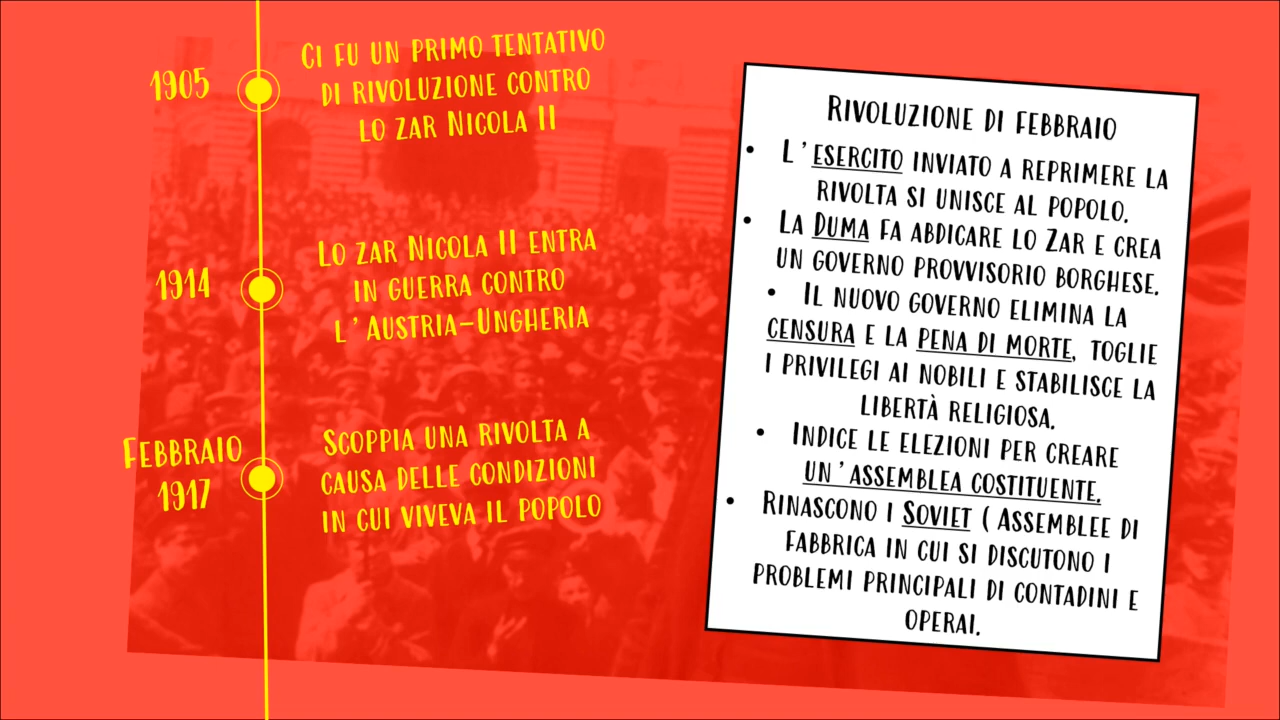 1905
Ci fu un primo tentativo
di rivoluzione contro
lo zar Nicola II
1914
Lo zar Nicola II entra
in guerra contro
l'Austria-Ungheria
Febbraio
1917
Scoppia una rivolta a
causa delle condizioni
in cui viveva il popolo
Rivoluzione di febbraio
• L'esercito inviato a reprimere la
rivolta si unisce al popolo.
• La Duma fa abdicare lo Zar e crea
un governo provvisorio borghese.
• Il nuovo governo elimina la
censura e la pena di morte, toglie
i privilegi ai nobili e stabilisce la
libertà religiosa.
• Indice le elezioni per creare
un'assemblea costituente.
• Rinascono i Soviet ( Assemblee di
fabbrica in cui si discutono i
problemi principali di contadini e
operai.